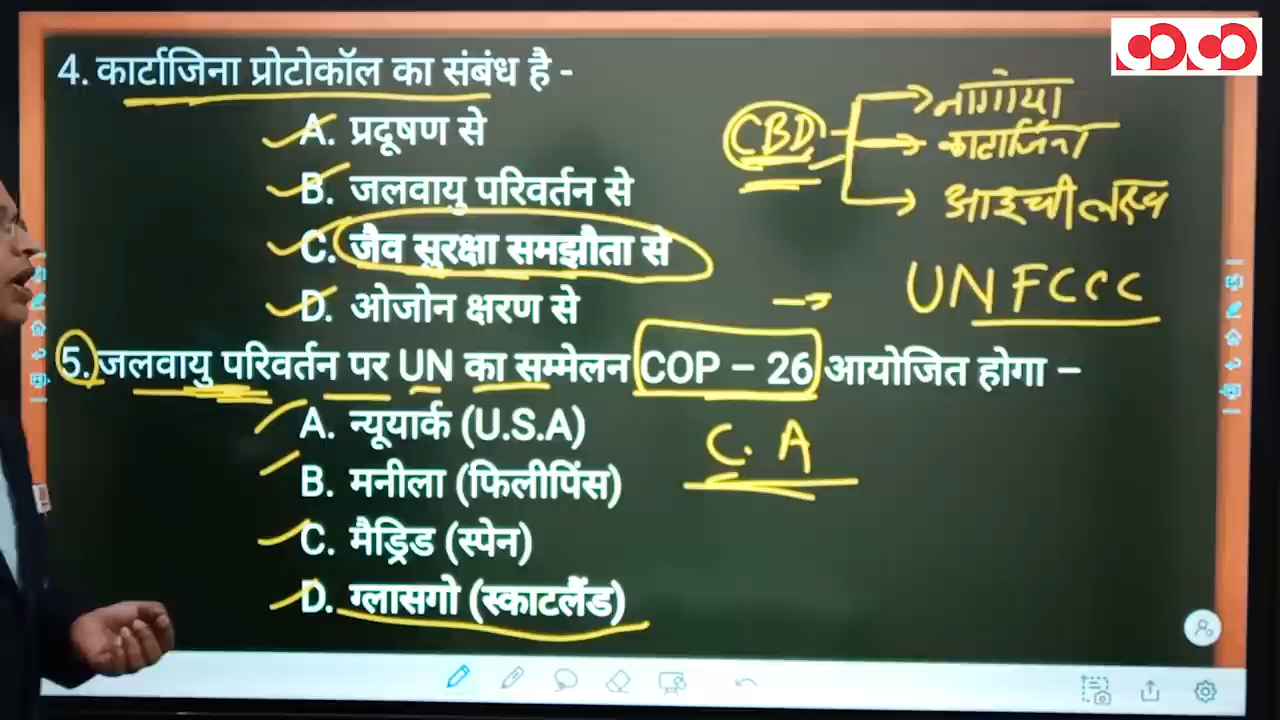 4. कार्टाजिना प्रोटोकॉल का संबंध है -
A. प्रदूषण से
B. जलवायु परिवर्तन से
C. जैव सुरक्षा समझौता से
D. ओजोन क्षरण से
CBD
नागोया
काटाजिना
आइची लक्ष्य
UNFCCC
5. जलवायु परिवर्तन पर UN का सम्मेलन COP – 26 आयोजित होगा –
A. न्यूयार्क (U.S.A)
B. मनीला (फिलीपिंस)
C. मैड्रिड (स्पेन)
D. ग्लासगो (स्काटलैंड)
C. A